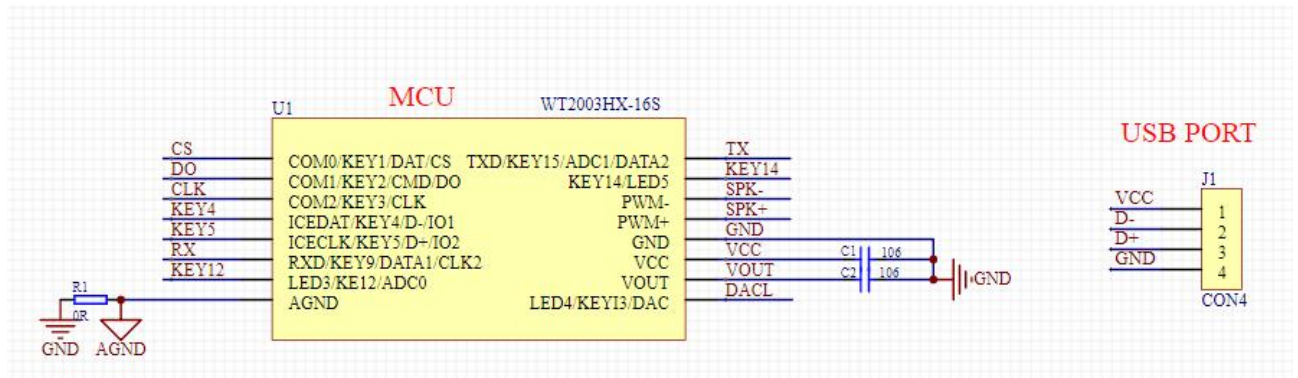 MCU
U1
WT2003HX-16S
CS
DO
CLK
KEY4
KEY5
RX
KEY12
COM0/KEY1/DAT/CS
COM1/KEY2/CMD/DO
COM2/KEY3/CLK
ICEDAT/KEY4/D-/IO1
ICECLK/KEY5/D+/IO2
RXD/KEY9/DATA1/CLK2
LED3/KE12/ADC0
AGND
TXD/KEY15/ADC1/DATA2
KEY14/LED5
PWM-
PWM+
GND
VCC
VOUT
LED4/KEYI3/DAC
TX
KEY14
SPK-
SPK+
GND
VCC
VOUT
DACL
C1 106
C2 106
GND
R1
0R
GND
AGND
USB PORT
J1
VCC
D-
D+
GND
1
2
3
4
CON4